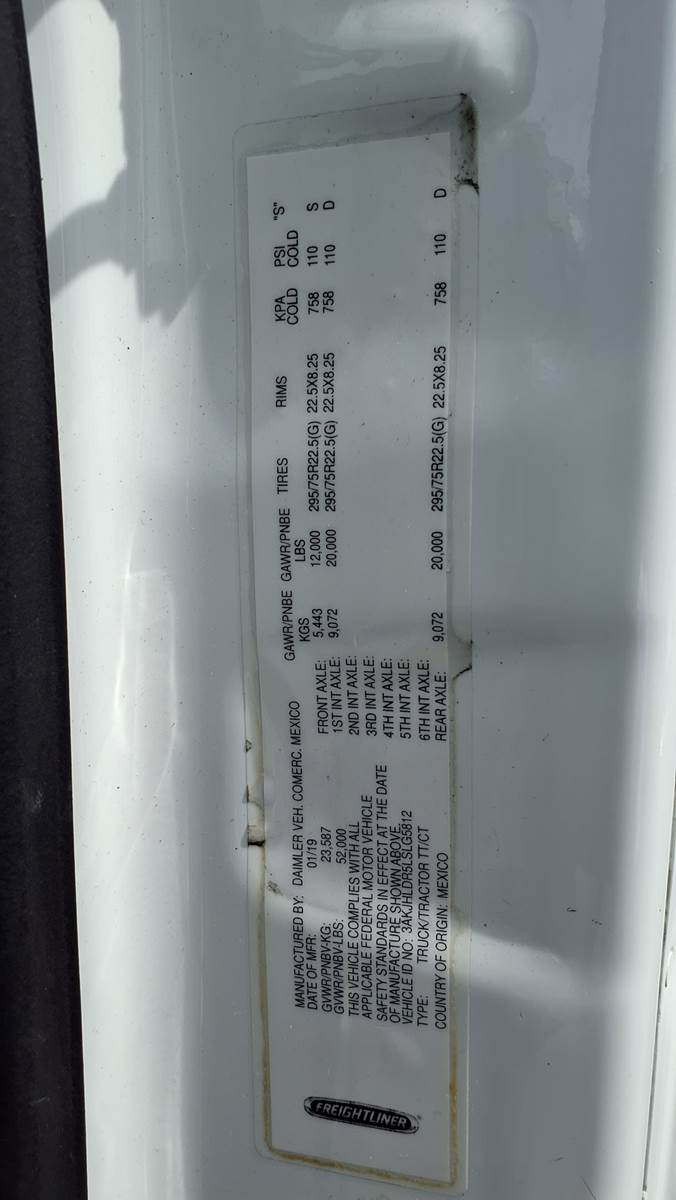 FREIGHTLINER
MANUFACTURED BY: DAIMLER VEH. COMERC. MEXICO
DATE OF MFR: 01/19
GVWR/PNBV-KG: 23,587
GVWR/PNBV-LBS: 52,000
THIS VEHICLE COMPLIES WITH ALL
APPLICABLE FEDERAL MOTOR VEHICLE
SAFETY STANDARDS IN EFFECT AT THE DATE
OF MANUFACTURE SHOWN ABOVE.
VEHICLE ID NO: 3AKJHLDR5LSLG5812
TYPE: TRUCK/TRACTOR TT/CT
COUNTRY OF ORIGIN: MEXICO
GAWR/PNBE GAWR/PNBE TIRES RIMS KPA PSI "S"
KGS LBS COLD COLD
FRONT AXLE: 5,443 12,000 295/75R22.5(G) 22.5X8.25 758 110 S
1ST INT AXLE: 9,072 20,000 295/75R22.5(G) 22.5X8.25 758 110 D
2ND INT AXLE:
3RD INT AXLE:
4TH INT AXLE:
5TH INT AXLE:
6TH INT AXLE:
REAR AXLE: 9,072 20,000 295/75R22.5(G) 22.5X8.25 758 110 D